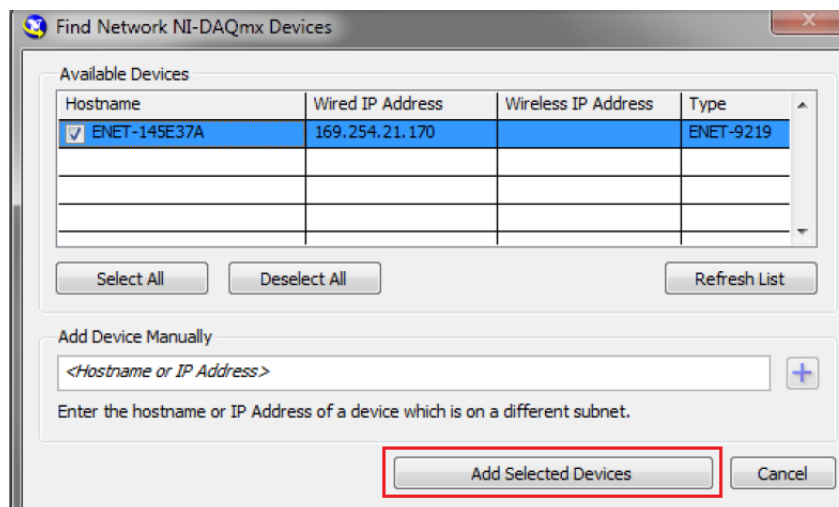 Find Network NI-DAQmx Devices
Available Devices
Hostname Wired IP Address Wireless IP Address Type
ENET-145E37A 169.254.21.170 ENET-9219
Select All Deselect All Refresh List
Add Device Manually
<Hostname or IP Address>
Enter the hostname or IP Address of a device which is on a different subnet.
Add Selected Devices Cancel